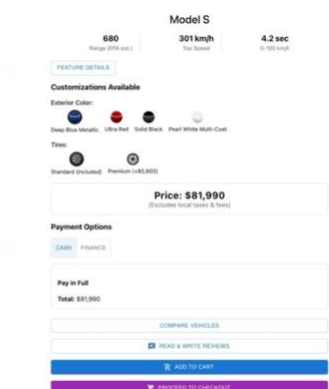 Model S
680 301 km/h 4.2 sec
Range (EPA est.) Top Speed 0-100 km/h
FEATURE DETAILS
Customizations Available
Exterior Color:
Deep Blue Metallic Ultra Red Solid Black Pearl White Multi-Coat
Tires:
Standard (Included) Premium (+$5,900)
Price: $81,990
(Excludes local taxes & fees)
Payment Options
CASH FINANCE
Pay in Full
Total: $81,990
COMPARE VEHICLES
READ & WRITE REVIEWS
ADD TO CART
PROCEED TO CHECKOUT